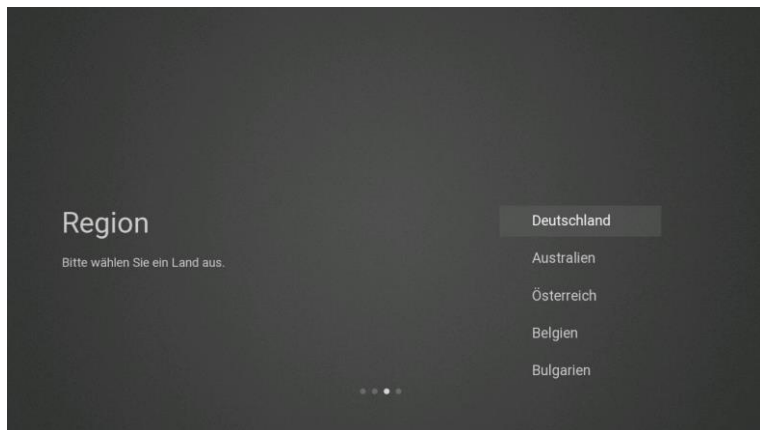 Region
Bitte wählen Sie ein Land aus.
Deutschland
Australien
Österreich
Belgien
Bulgarien